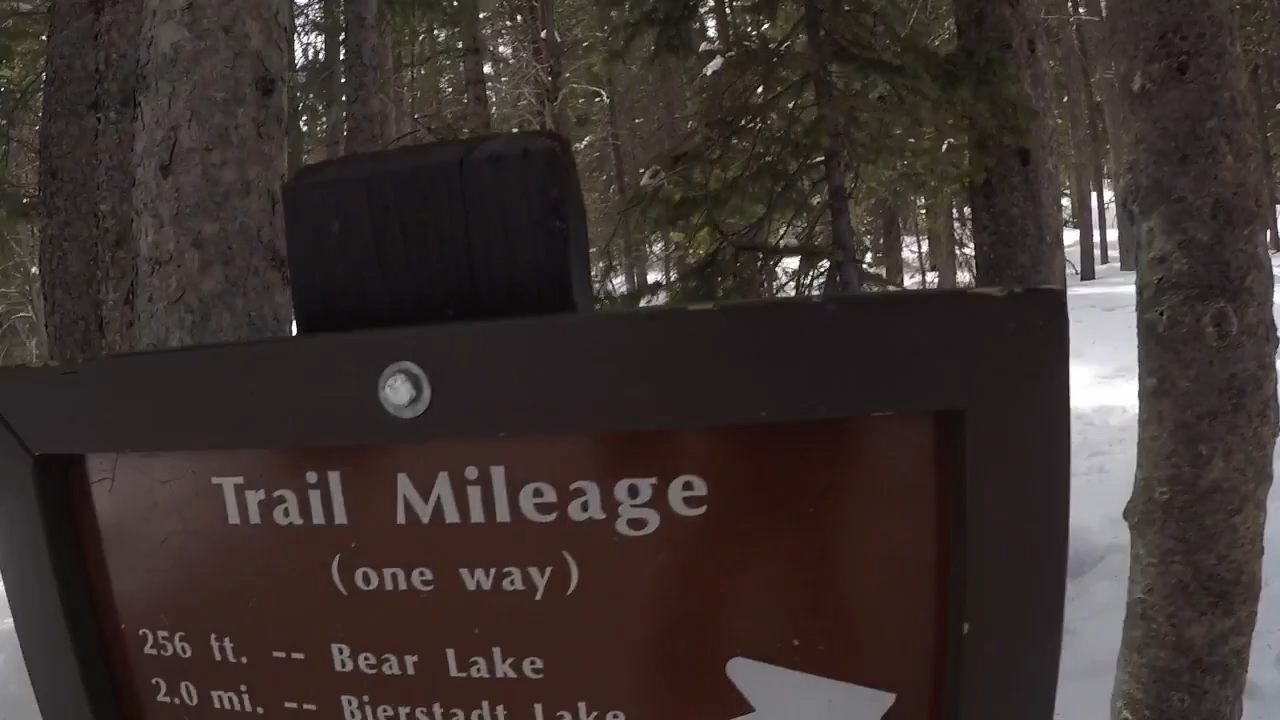 Trail Mileage
(one way)
256 ft. -- Bear Lake
2.0 mi. -- Bierstadt Lake